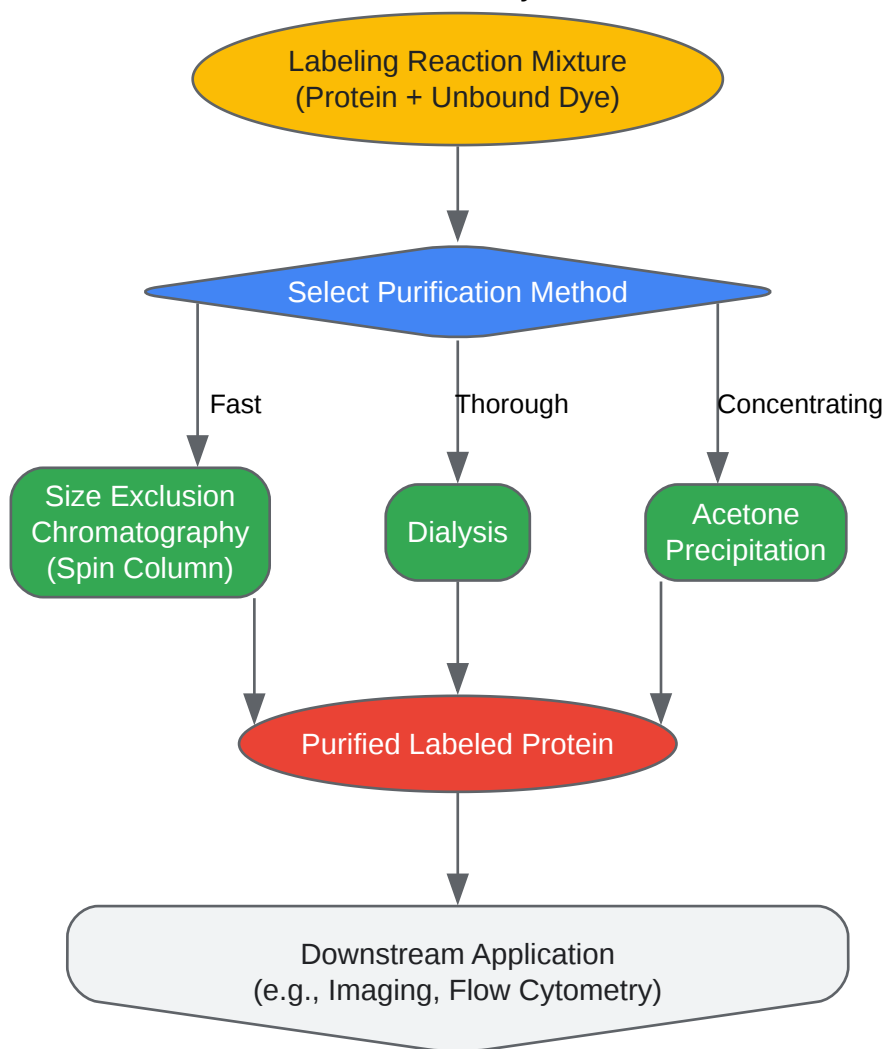 Labeling Reaction Mixture
(Protein + Unbound Dye)
Select Purification Method
Fast
Thorough
Concentrating
Size Exclusion
Chromatography
(Spin Column)
Dialysis
Acetone
Precipitation
Purified Labeled Protein
Downstream Application
(e.g., Imaging, Flow Cytometry)